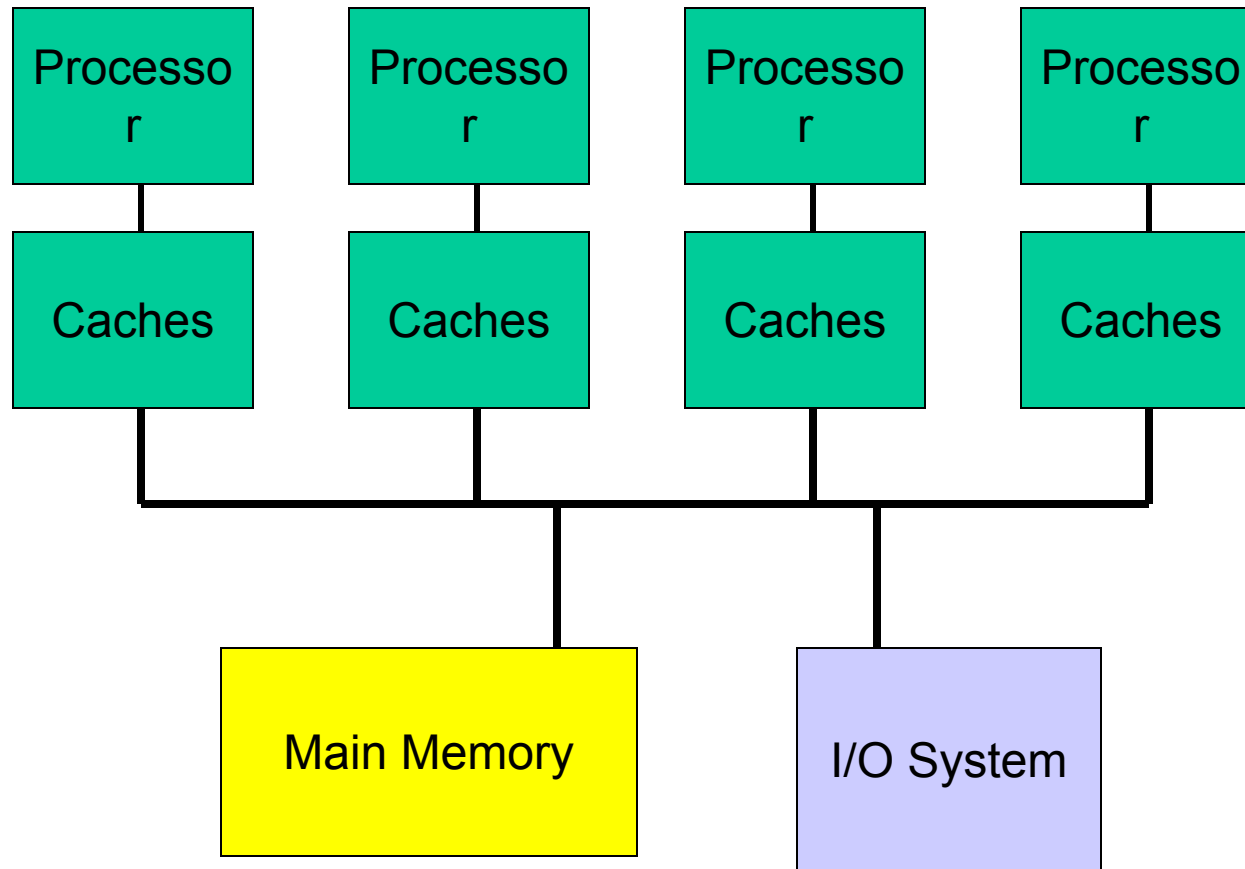 Processo
r
Processo
r
Processo
r
Processo
r
Caches
Caches
Caches
Caches
Main Memory
I/O System